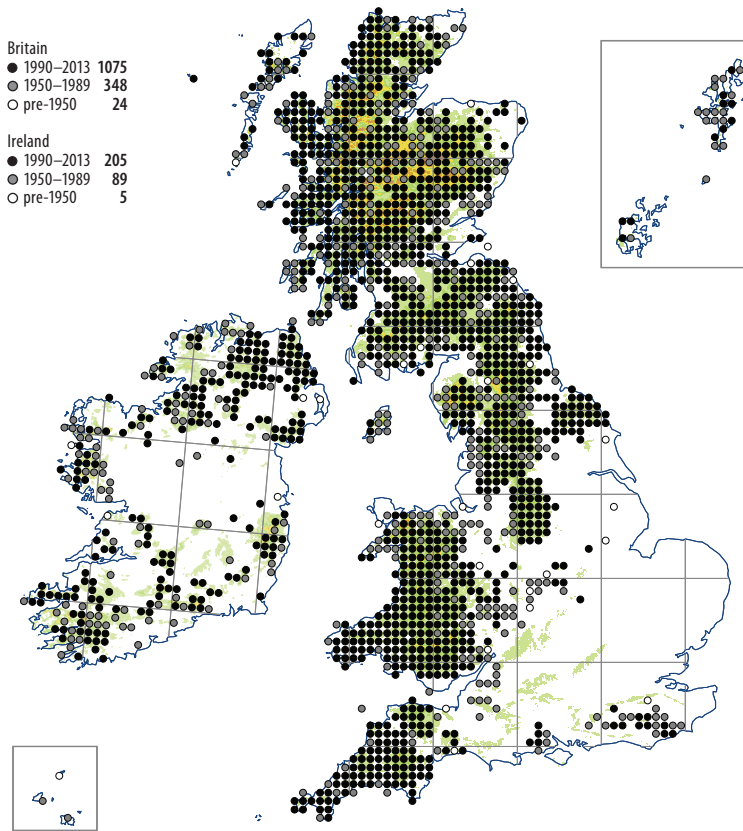 Britain
● 1990–2013 1075
● 1950–1989 348
○ pre-1950 24
Ireland
● 1990–2013 205
● 1950–1989 89
○ pre-1950 5